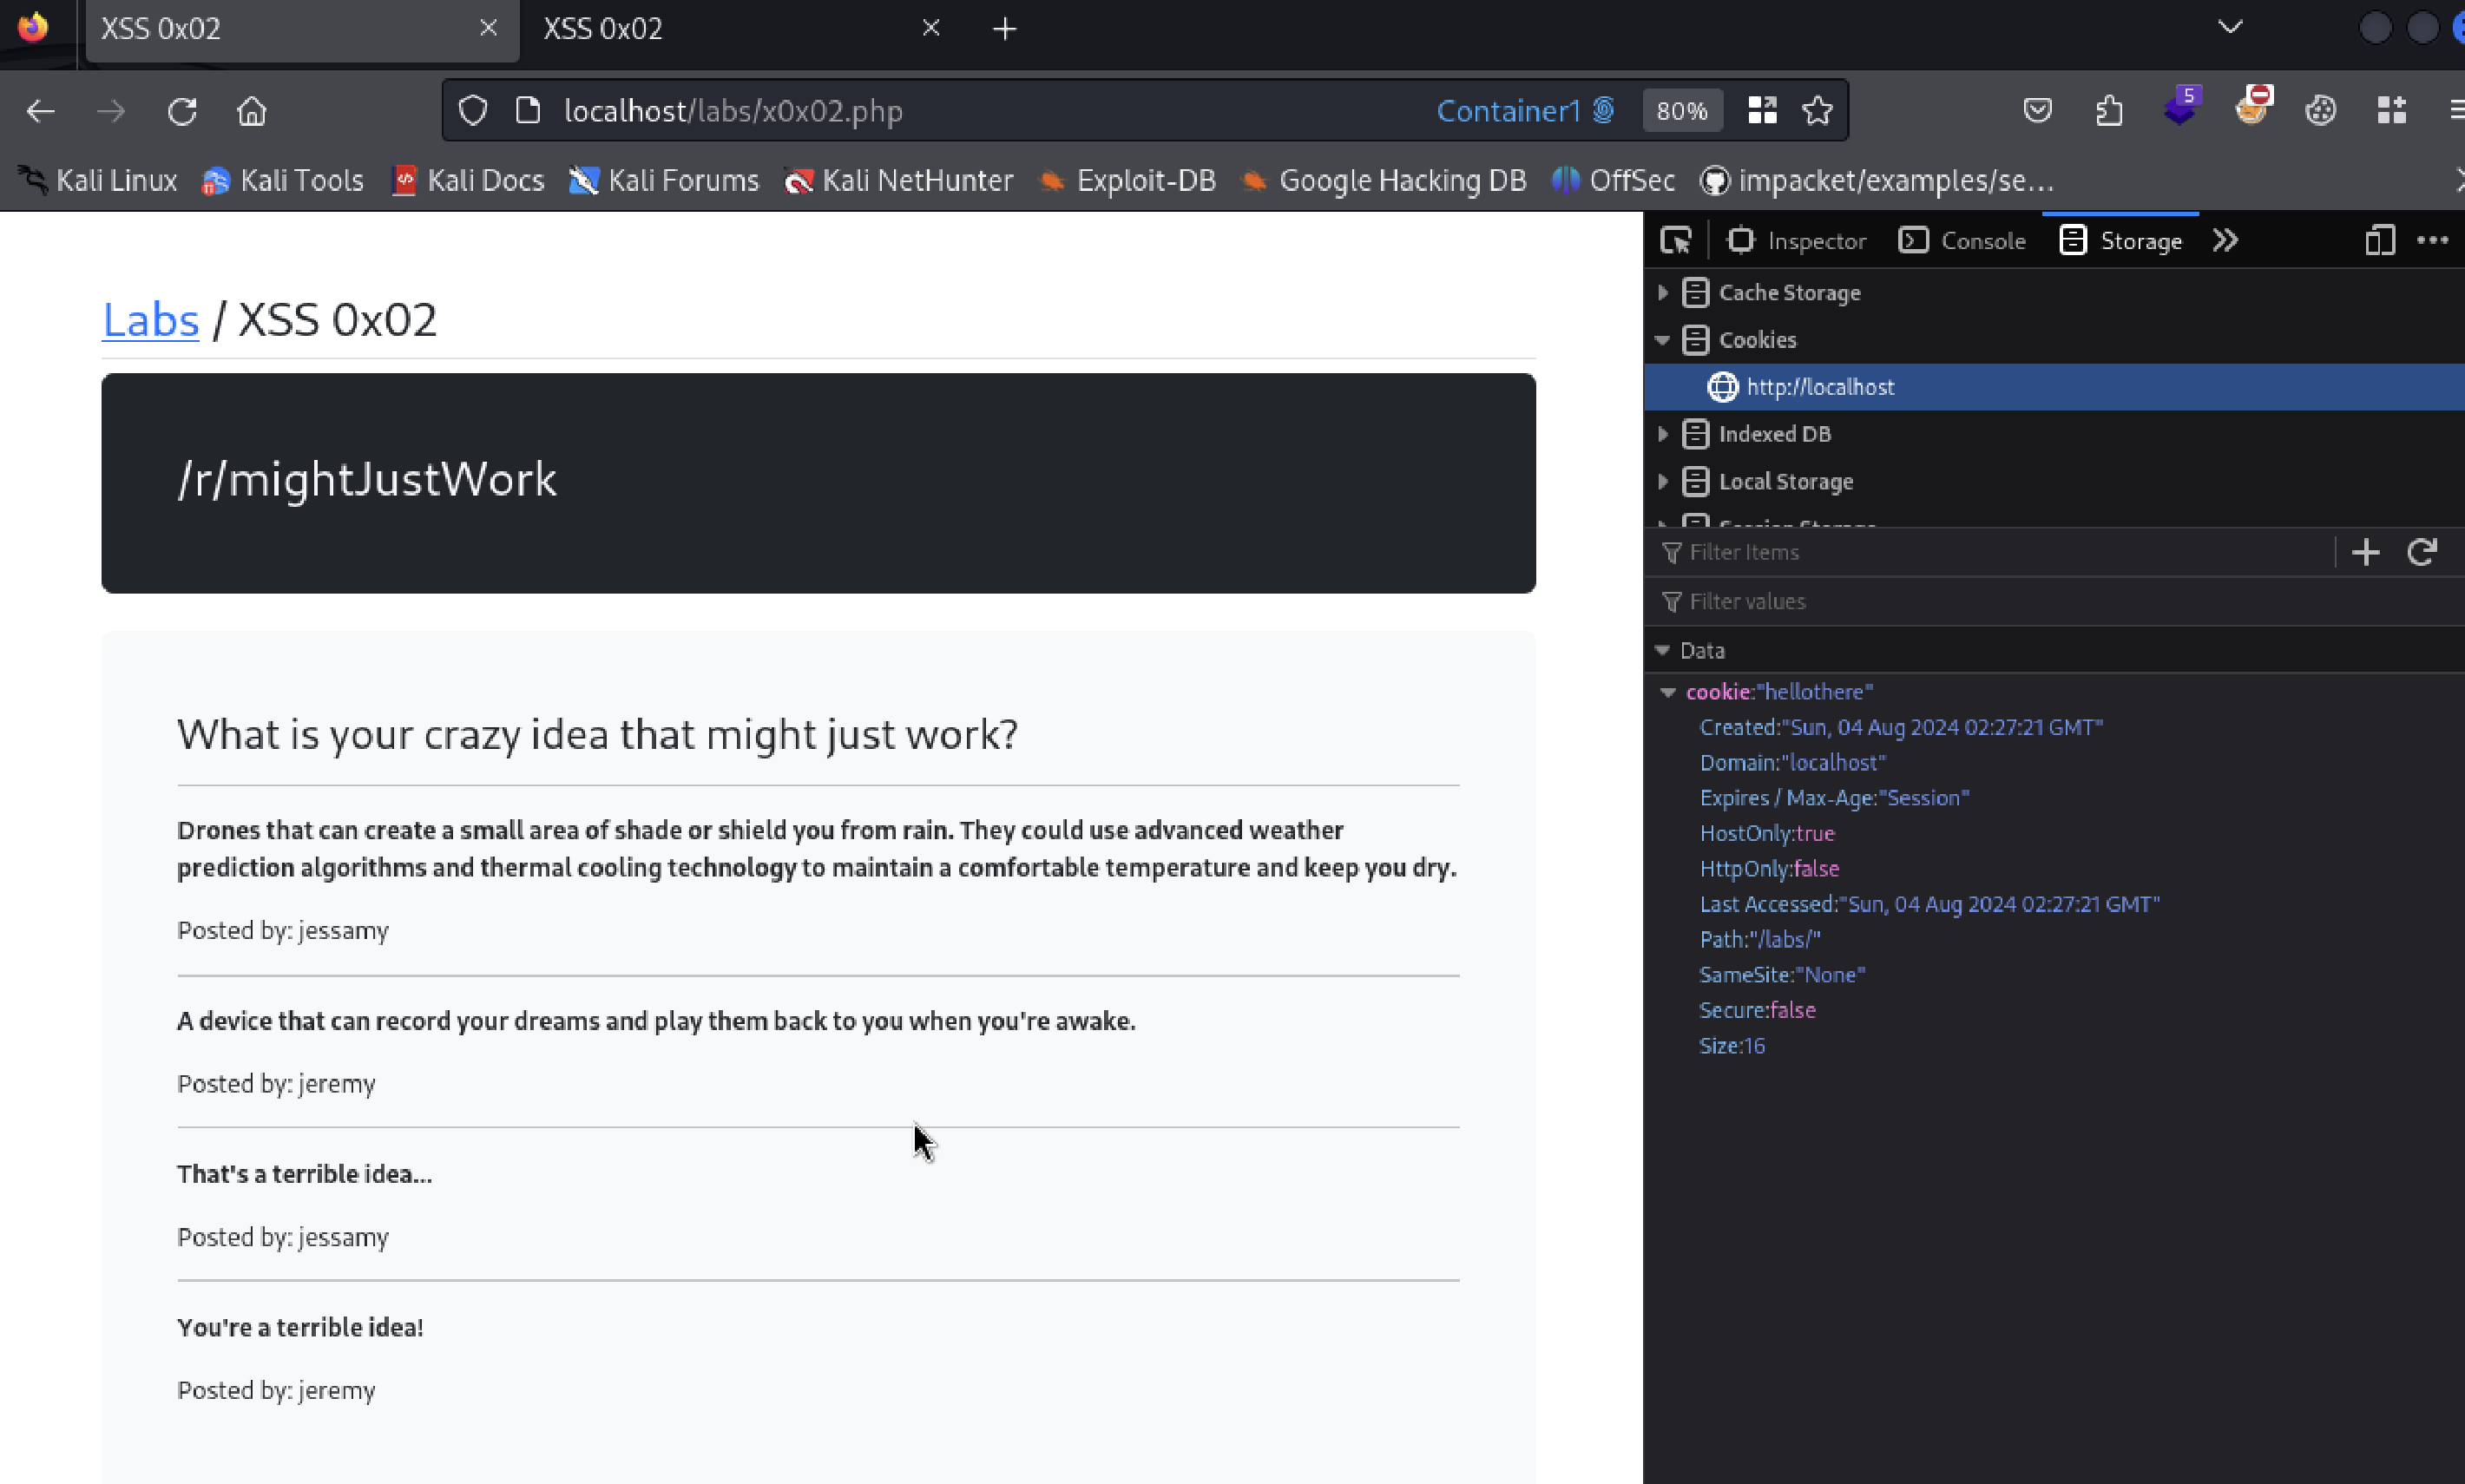 XSS 0x02
XSS 0x02
localhost/labs/x0x02.php
Container1
80%
5
Kali Linux
Kali Tools
Kali Docs
Kali Forums
Kali NetHunter
Exploit-DB
Google Hacking DB
OffSec
impacket/examples/se...
Labs / XSS 0x02
/r/mightJustWork
What is your crazy idea that might just work?
Drones that can create a small area of shade or shield you from rain. They could use advanced weather
prediction algorithms and thermal cooling technology to maintain a comfortable temperature and keep you dry.
Posted by: jessamy
A device that can record your dreams and play them back to you when you're awake.
Posted by: jeremy
That's a terrible idea...
Posted by: jessamy
You're a terrible idea!
Posted by: jeremy
Inspector
Console
Storage
Cache Storage
Cookies
http://localhost
Indexed DB
Local Storage
Session Storage
Filter Items
Filter values
Data
cookie:"hellothere"
Created:"Sun, 04 Aug 2024 02:27:21 GMT"
Domain:"localhost"
Expires / Max-Age:"Session"
HostOnly:true
HttpOnly:false
Last Accessed:"Sun, 04 Aug 2024 02:27:21 GMT"
Path:"/labs/"
SameSite:"None"
Secure:false
Size:16